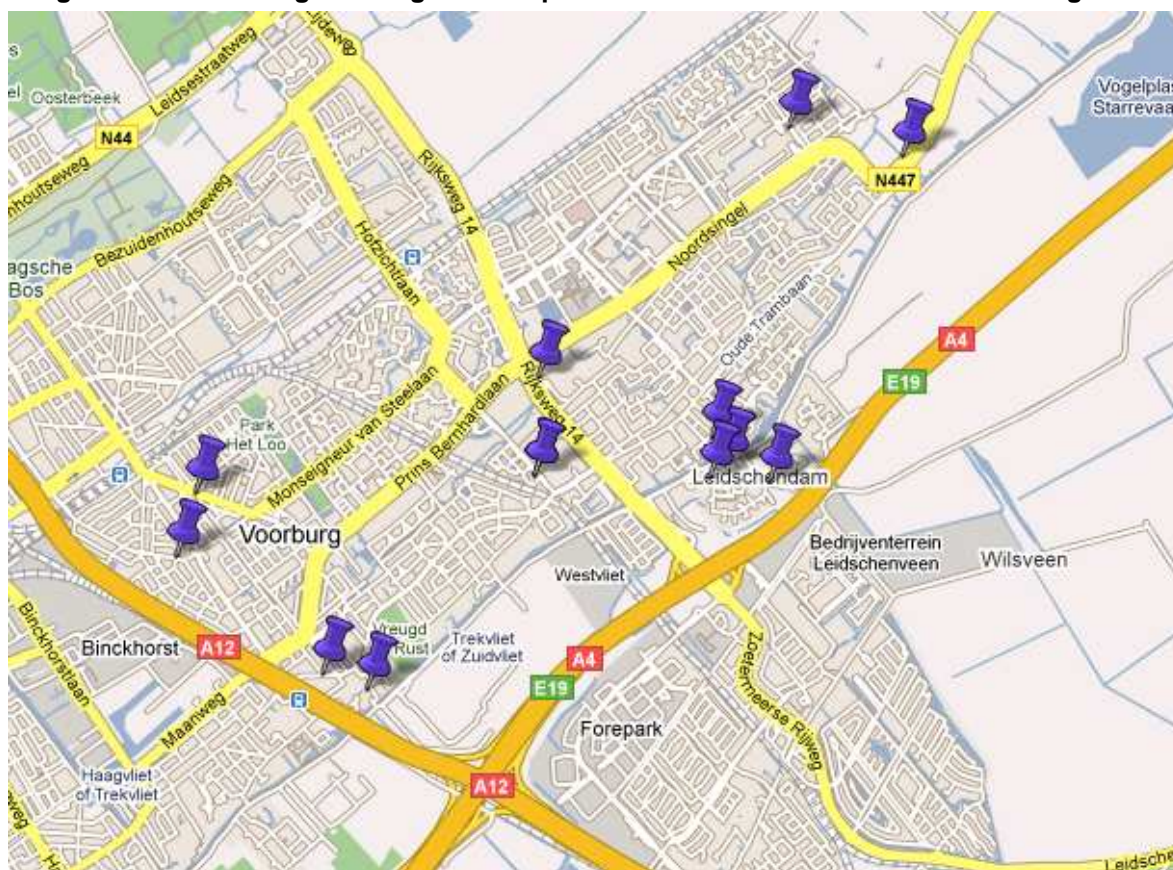 Oosterbeek
Leidsestraatweg
N44
Bezuidenhoutseweg
Hofzichtlaan
Rijksweg 14
Noordsingel
N447
Vogelplas
Starrevaa
A4
E19
Oude Trambaan
agsche
Bos
Park
Het Loo
Monseigneur van Steelaan
Prins Bernhardlaan
Rijksweg 14
Leidschendam
Voorburg
Westvliet
Bedrijventerrein
Leidschenveen
Wilsveen
Binckhorst
Binckhorstlaan
A12
Vreugd
Rust
Trekvliet
of Zuidvliet
A4
E19
Zoetermeerse Rijweg
Maanweg
Forepark
Haagvliet
of Trekvliet
A12
Leidschen